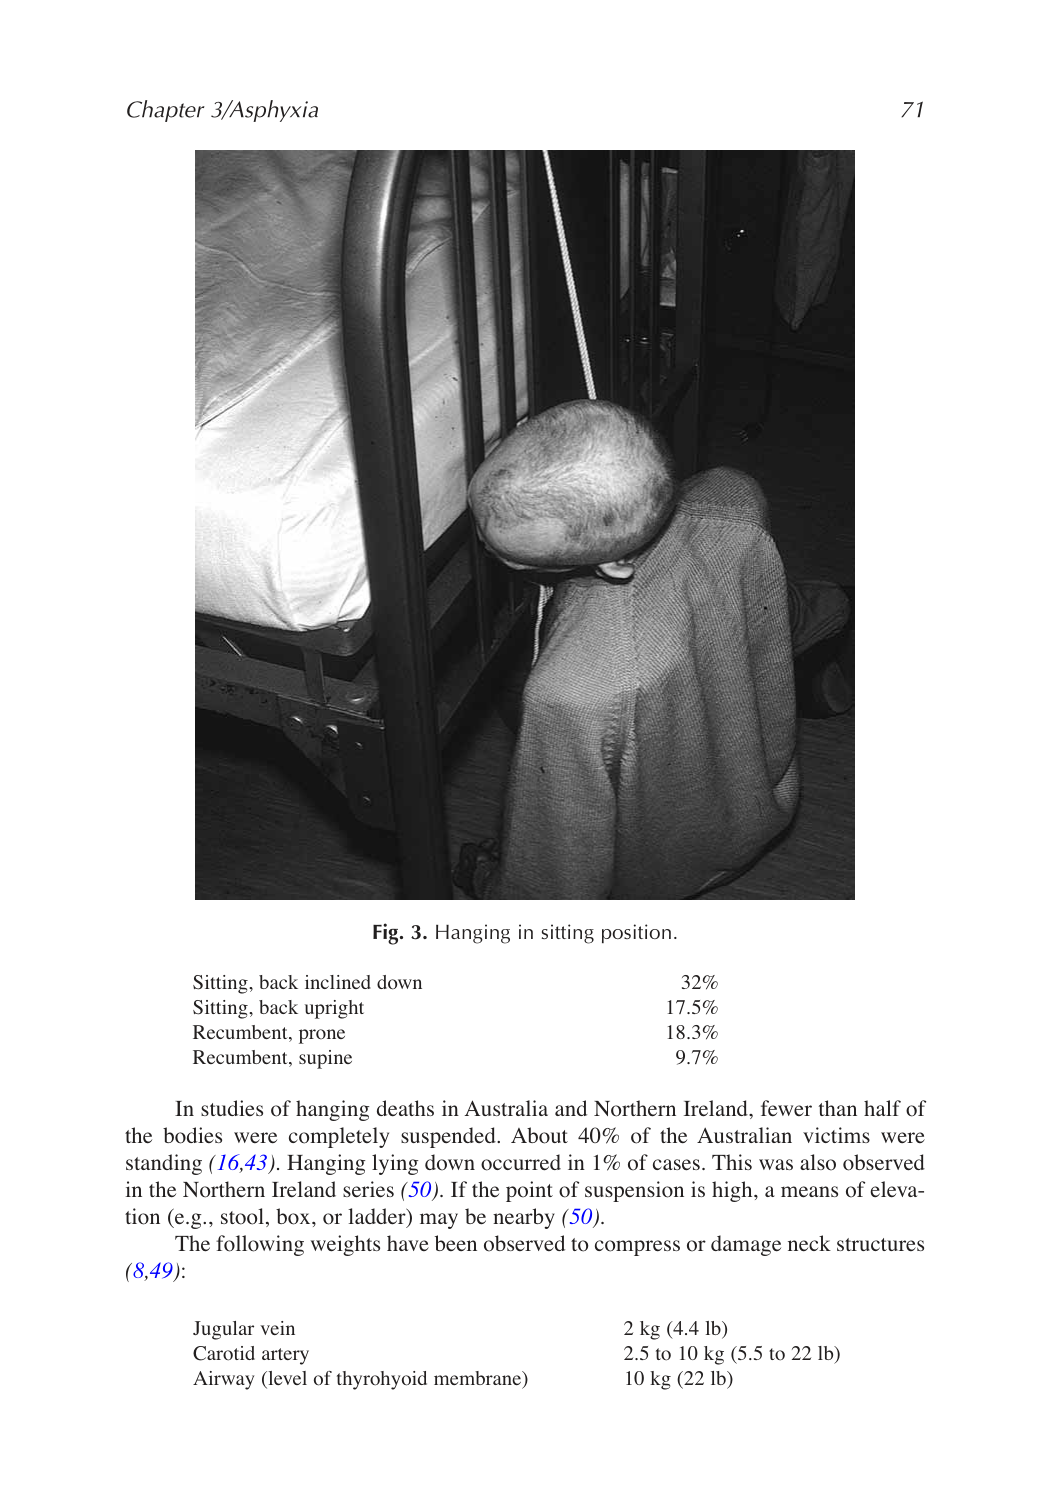 Chapter 3/Asphyxia 71
Fig. 3. Hanging in sitting position.
Sitting, back inclined down 32%
Sitting, back upright 17.5%
Recumbent, prone 18.3%
Recumbent, supine 9.7%
In studies of hanging deaths in Australia and Northern Ireland, fewer than half of
the bodies were completely suspended. About 40% of the Australian victims were
standing (16,43). Hanging lying down occurred in 1% of cases. This was also observed
in the Northern Ireland series (50). If the point of suspension is high, a means of eleva-
tion (e.g., stool, box, or ladder) may be nearby (50).
The following weights have been observed to compress or damage neck structures
(8,49):
Jugular vein 2 kg (4.4 lb)
Carotid artery 2.5 to 10 kg (5.5 to 22 lb)
Airway (level of thyrohyoid membrane) 10 kg (22 lb)